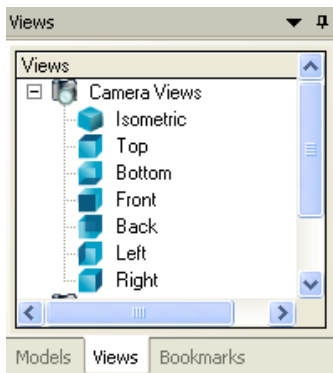 Views
Views
Camera Views
Isometric
Top
Bottom
Front
Back
Left
Right
Models Views Bookmarks